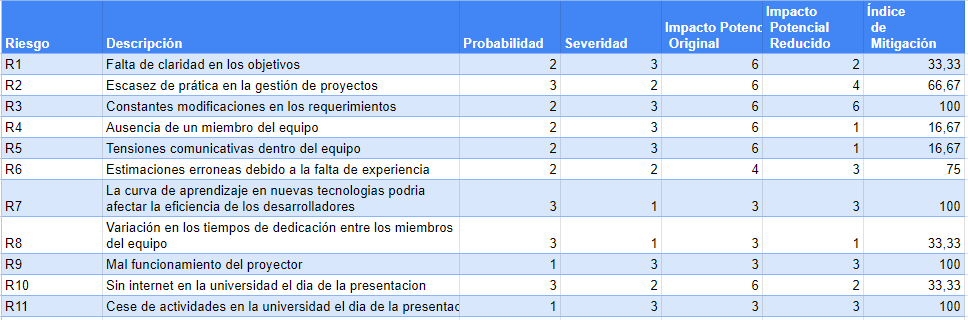 Riesgo Descripción Probabilidad Severidad Impacto Potenc Original Impacto Potencial Reducido Índice de Mitigación
R1 Falta de claridad en los objetivos 2 3 6 2 33,33
R2 Escasez de prática en la gestión de proyectos 3 2 6 4 66,67
R3 Constantes modificaciones en los requerimientos 2 3 6 6 100
R4 Ausencia de un miembro del equipo 2 3 6 1 16,67
R5 Tensiones comunicativas dentro del equipo 2 3 6 1 16,67
R6 Estimaciones erroneas debido a la falta de experiencia 2 2 4 3 75
La curva de aprendizaje en nuevas tecnologias podria
R7 afectar la eficiencia de los desarrolladores 3 1 3 3 100
Variación en los tiempos de dedicación entre los miembros
R8 del equipo 3 1 3 1 33,33
R9 Mal funcionamiento del proyector 1 3 3 3 100
R10 Sin internet en la universidad el dia de la presentacion 3 2 6 2 33,33
R11 Cese de actividades en la universidad el dia de la presentac 1 3 3 3 100